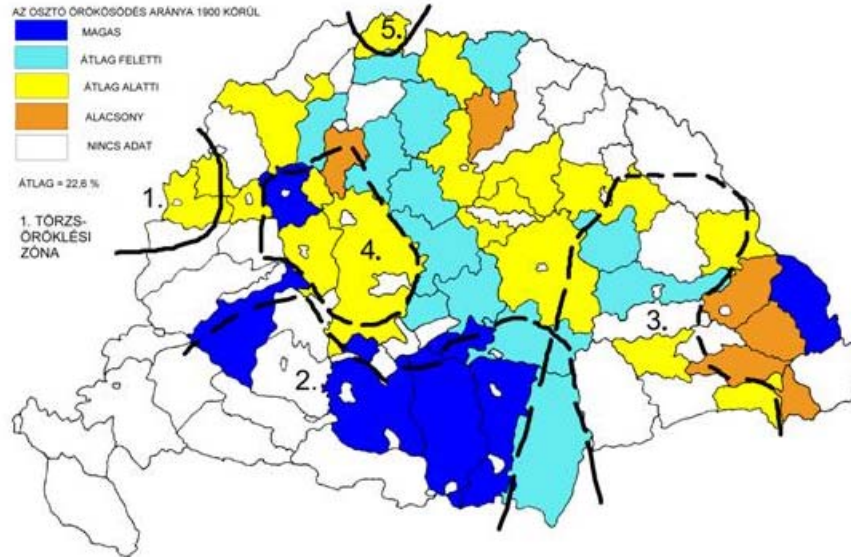 AZ OSZTÓ ÖRÖKÖSÖDÉS ARÁNYA 1900 KÖRÜL
MAGAS
ÁTLAG FELETTI
ÁTLAG ALATTI
ALACSONY
NINCS ADAT
ÁTLAG = 22,6 %
1. TÖRZS-
ÖRÖKLÉSI
ZÓNA
5.
1.
4.
3.
2.